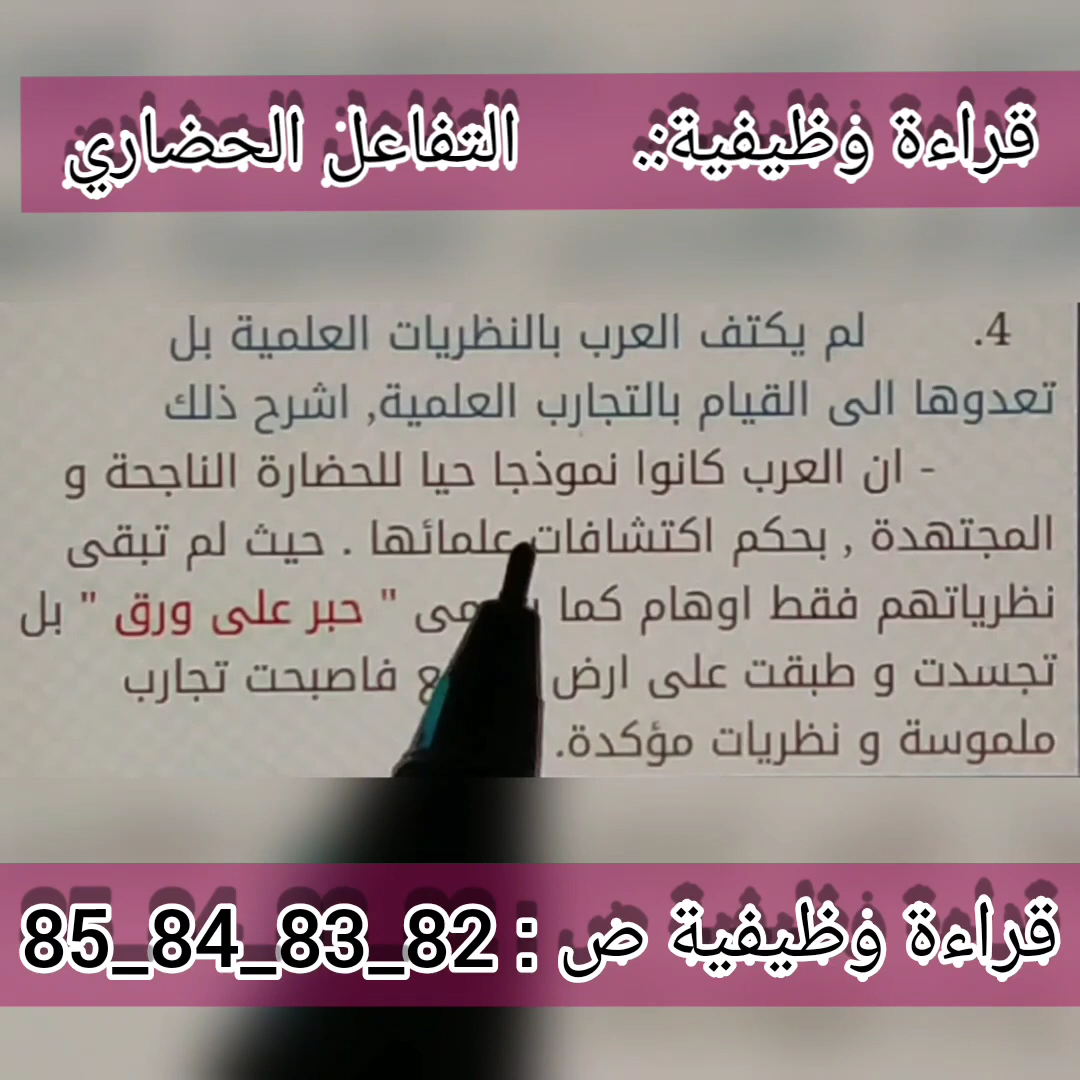 قراءة وظيفية:. التفاعل الحضاري
4. لم يكتف العرب بالنظريات العلمية بل
تعدوها الى القيام بالتجارب العلمية, اشرح ذلك
- ان العرب كانوا نموذجا حيا للحضارة الناجحة و
المجتهدة , بحكم اكتشافات علمائها . حيث لم تبقى
نظرياتهم فقط اوهام كما " حبر على ورق " بل
تجسدت و طبقت على ارض فاصبحت تجارب
ملموسة و نظريات مؤكدة.
قراءة وظيفية ص : 82_83_84_85